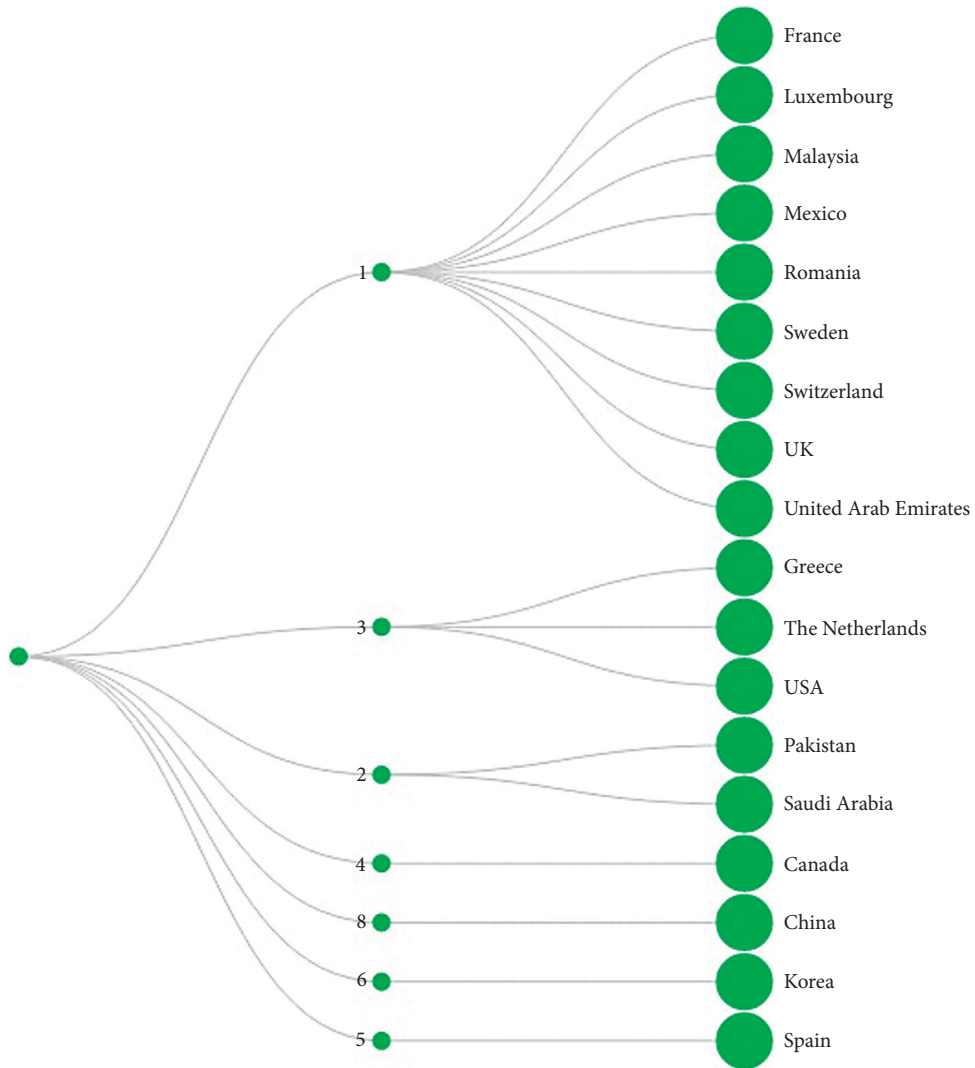 France
Luxembourg
Malaysia
Mexico
1
Romania
Sweden
Switzerland
UK
United Arab Emirates
Greece
3
The Netherlands
USA
Pakistan
2
Saudi Arabia
4
Canada
8
China
6
Korea
5
Spain